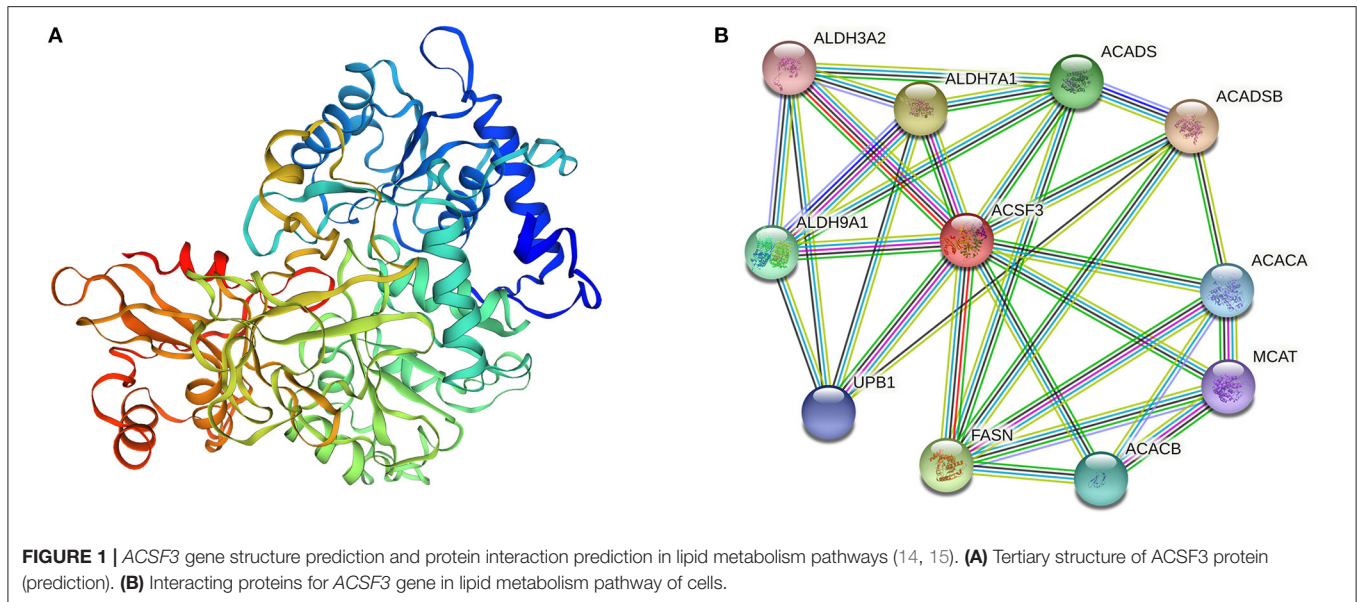 A
B
ALDH3A2
ACADS
ALDH7A1
ACADSB
ACSF3
ALDH9A1
ACACA
MCAT
UPB1
FASN
ACACB
FIGURE 1 | ACSF3 gene structure prediction and protein interaction prediction in lipid metabolism pathways (14, 15). (A) Tertiary structure of ACSF3 protein
(prediction). (B) Interacting proteins for ACSF3 gene in lipid metabolism pathway of cells.